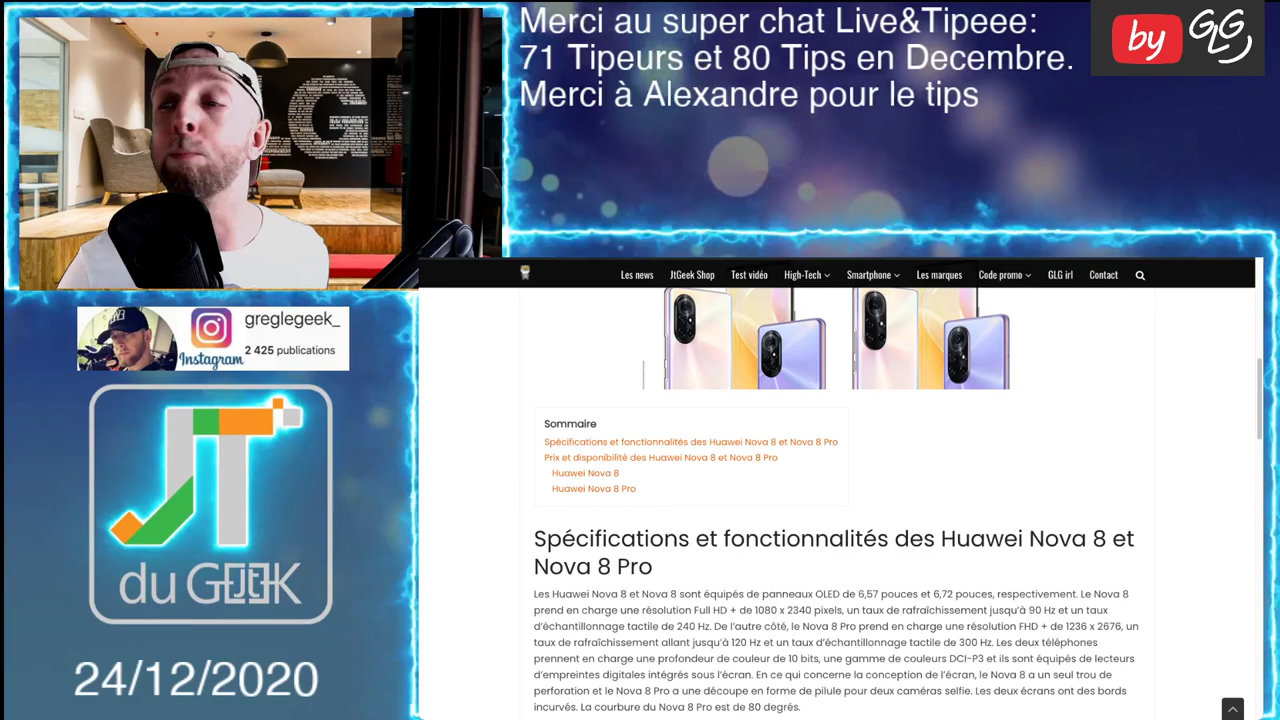 Merci au super chat Live&Tipeee:
71 Tipeurs et 80 Tips en Decembre.
Merci à Alexandre pour le tips
by GLG
greglegeek_
Instagram
2 425 publications
JT
du GEEK
24/12/2020
Les news JtGeek Shop Test vidéo High-Tech Smartphone Les marques Code promo GLG irl Contact
Sommaire
Spécifications et fonctionnalités des Huawei Nova 8 et Nova 8 Pro
Prix et disponibilité des Huawei Nova 8 et Nova 8 Pro
Huawei Nova 8
Huawei Nova 8 Pro
Spécifications et fonctionnalités des Huawei Nova 8 et
Nova 8 Pro
Les Huawei Nova 8 et Nova 8 sont équipés de panneaux OLED de 6,57 pouces et 6,72 pouces, respectivement. Le Nova 8
prend en charge une résolution Full HD + de 1080 x 2340 pixels, un taux de rafraîchissement jusqu'à 90 Hz et un taux
d'échantillonnage tactile de 240 Hz. De l'autre côté, le Nova 8 Pro prend en charge une résolution FHD + de 1236 x 2676, un
taux de rafraîchissement allant jusqu'à 120 Hz et un taux d'échantillonnage tactile de 300 Hz. Les deux téléphones
prennent en charge une profondeur de couleur de 10 bits, une gamme de couleurs DCI-P3 et ils sont équipés de lecteurs
d'empreintes digitales intégrés sous l'écran. En ce qui concerne la conception de l'écran, le Nova 8 a un seul trou de
perforation et le Nova 8 Pro a une découpe en forme de pilule pour deux caméras selfie. Les deux écrans ont des bords
incurvés. La courbure du Nova 8 Pro est de 80 degrés.